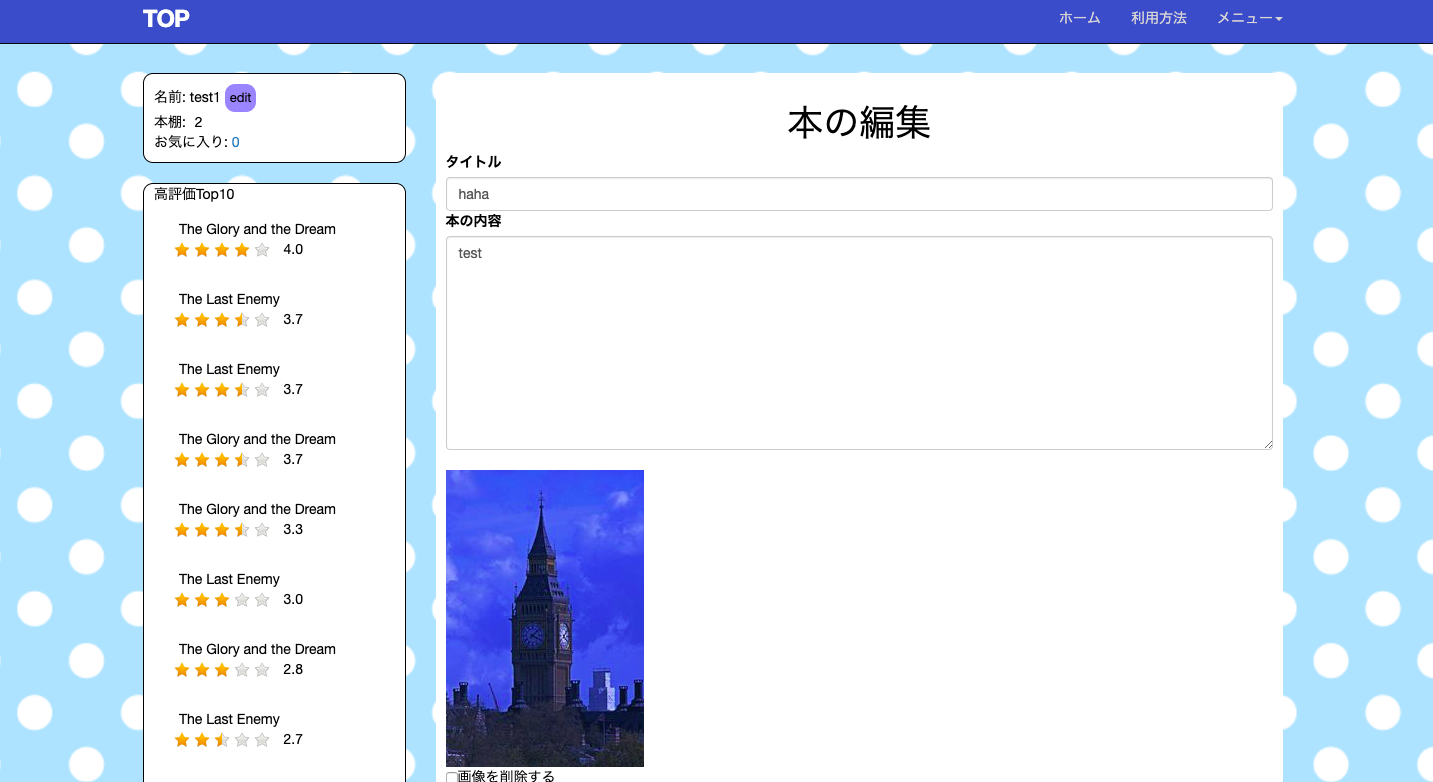 TOP
ホーム 利用方法 メニュー
名前: test1 edit
本棚: 2
お気に入り: 0
高評価Top10
The Glory and the Dream
4.0
The Last Enemy
3.7
The Last Enemy
3.7
The Glory and the Dream
3.7
The Glory and the Dream
3.3
The Last Enemy
3.0
The Glory and the Dream
2.8
The Last Enemy
2.7
本の編集
タイトル
haha
本の内容
test
画像を削除する